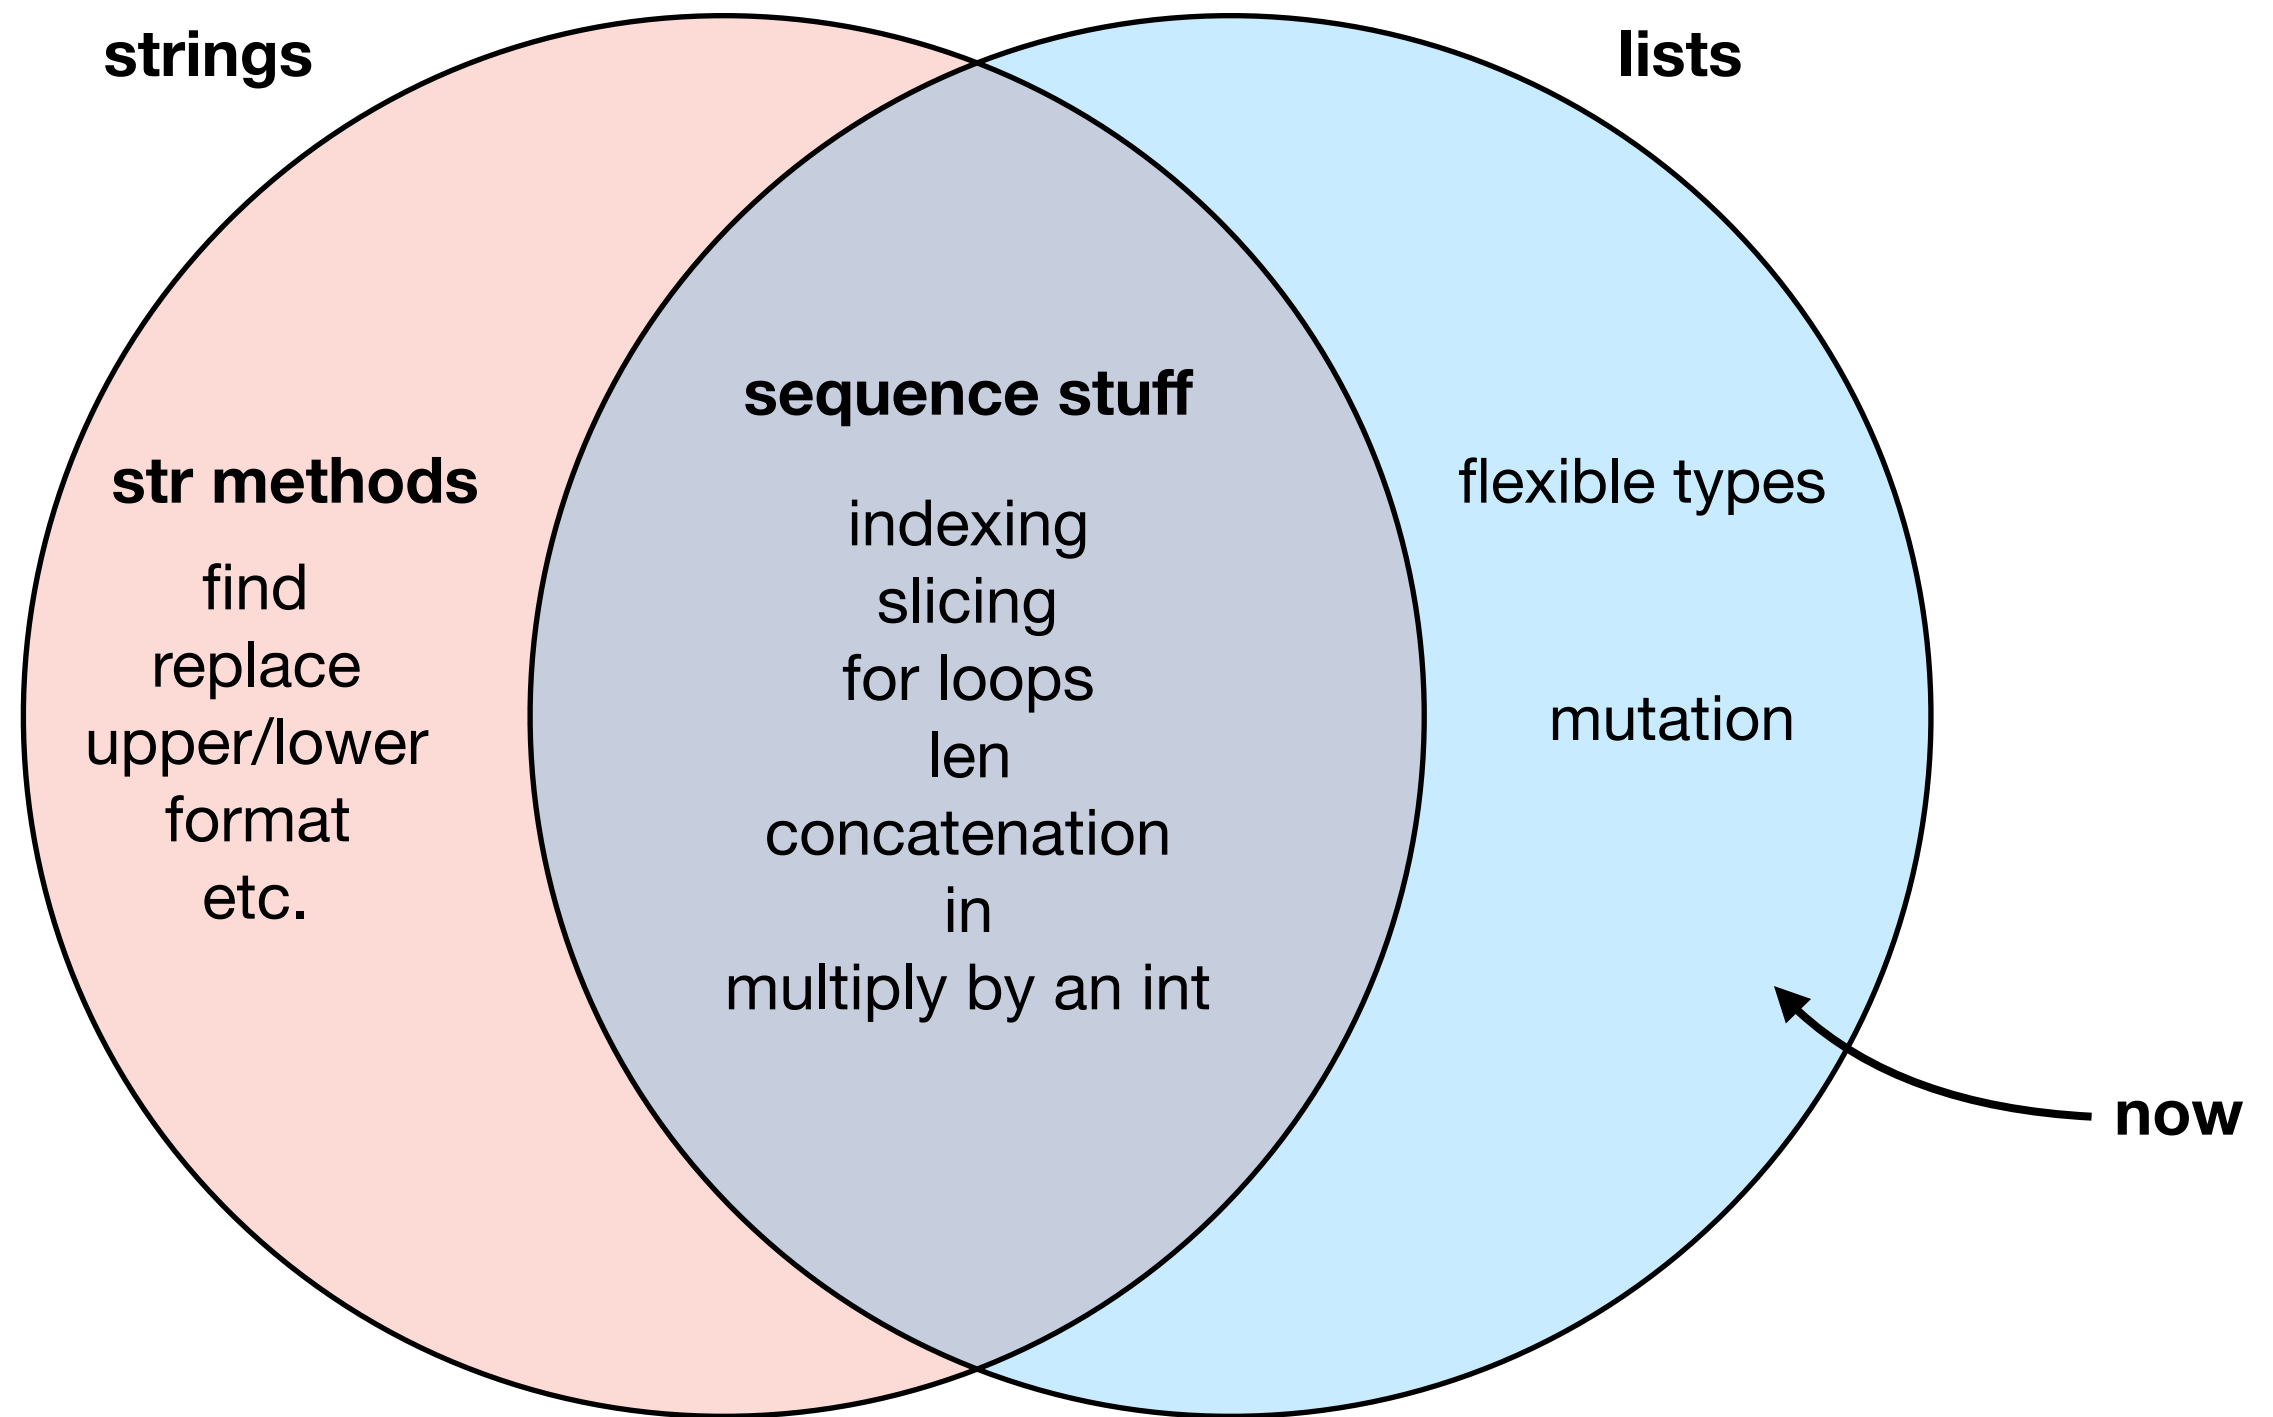 strings
lists
str methods
find
replace
upper/lower
format
etc.
sequence stuff
indexing
slicing
for loops
len
concatenation
in
multiply by an int
flexible types
mutation
now